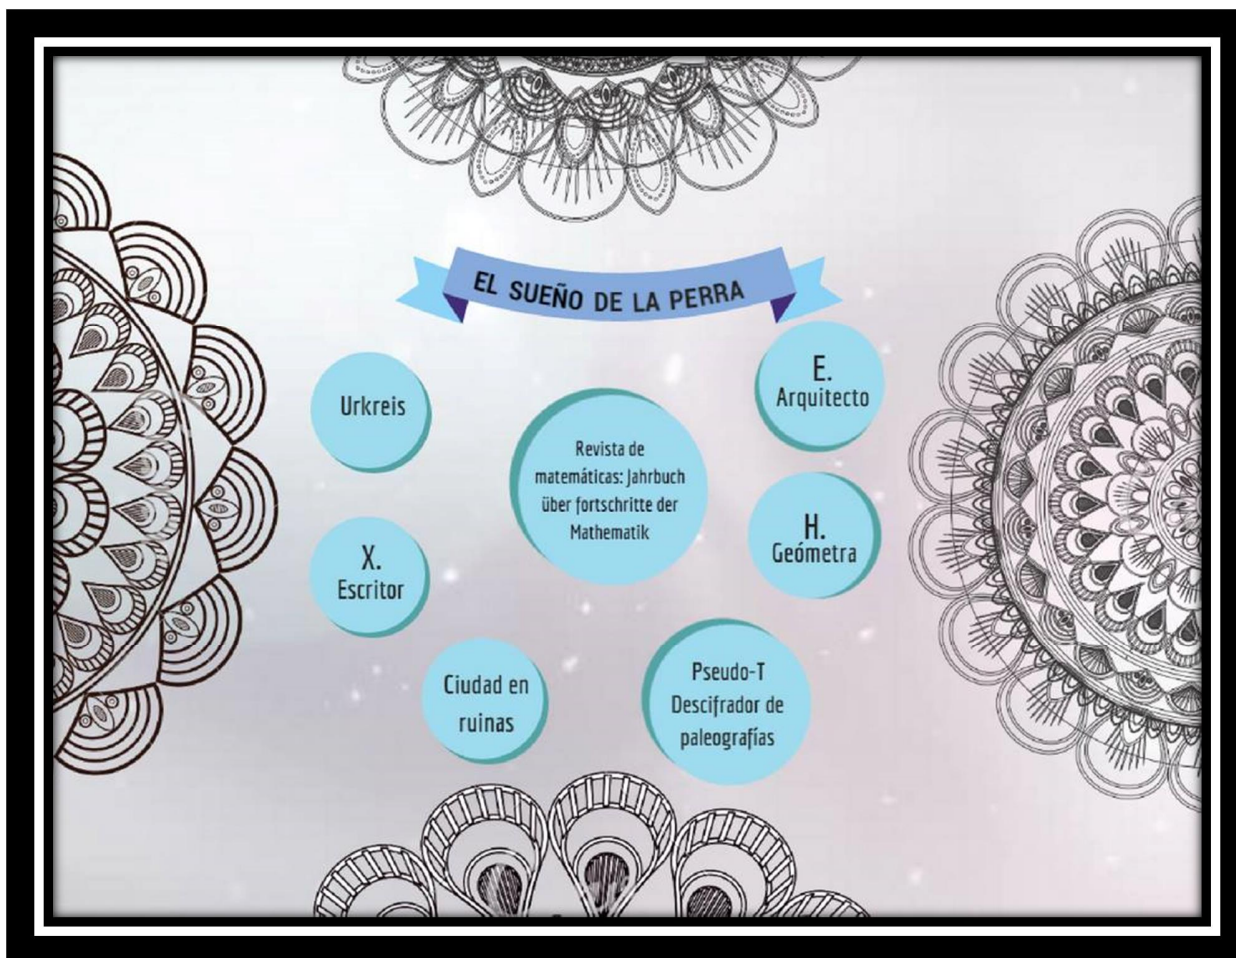 EL SUEÑO DE LA PERRA
Urkreis
E.
Arquitecto
Revista de
matemáticas: Jahrbuch
über fortschritte der
Mathematik
X.
Escritor
H.
Geómetra
Ciudad en
ruinas
Pseudo-T
Descifrador de
paleografías